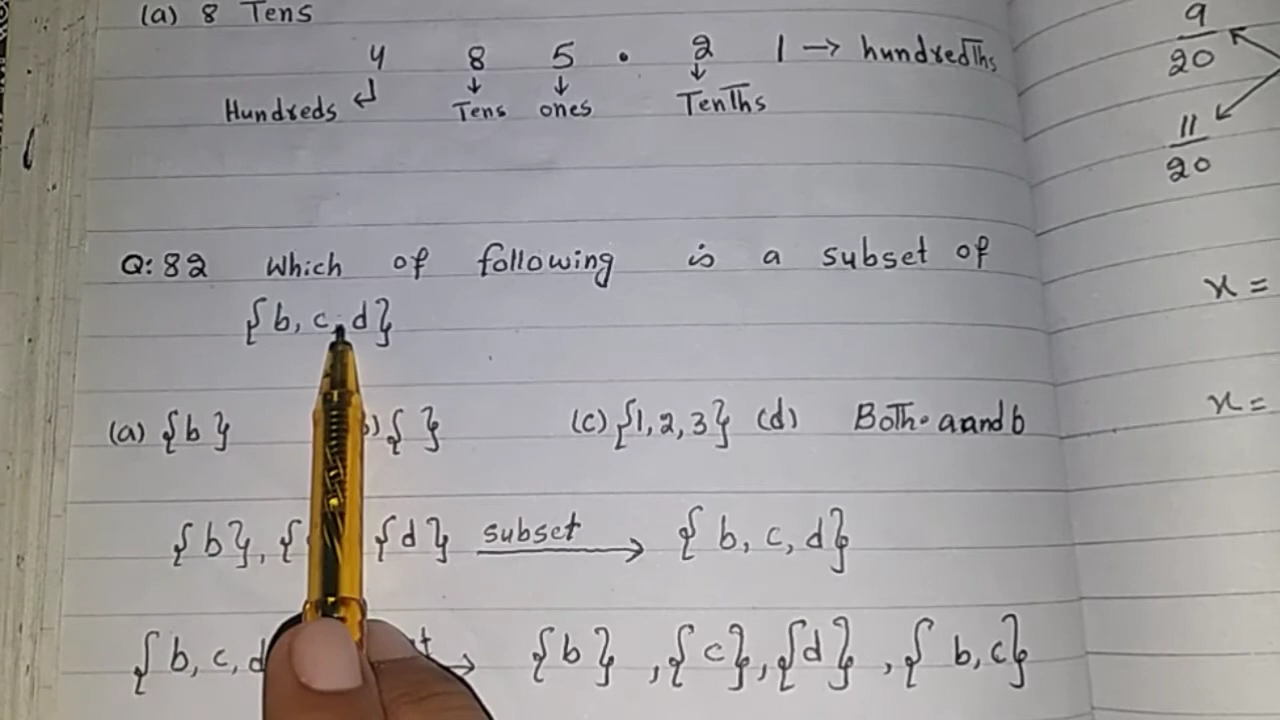 (a) 8 Tens
4 8 5 . 2 1 → hundredths
Hundreds Tens ones Tenths
9
20
11
20
Q:82 Which of following is a subset of
{b, c, d}
(a) {b} b) { } (c) {1, 2, 3} (d) Both a and b
{b}, { {d} subset → { b, c, d}
{ b, c, d → {b} , {c}, {d} , { b, c}
x =
x =